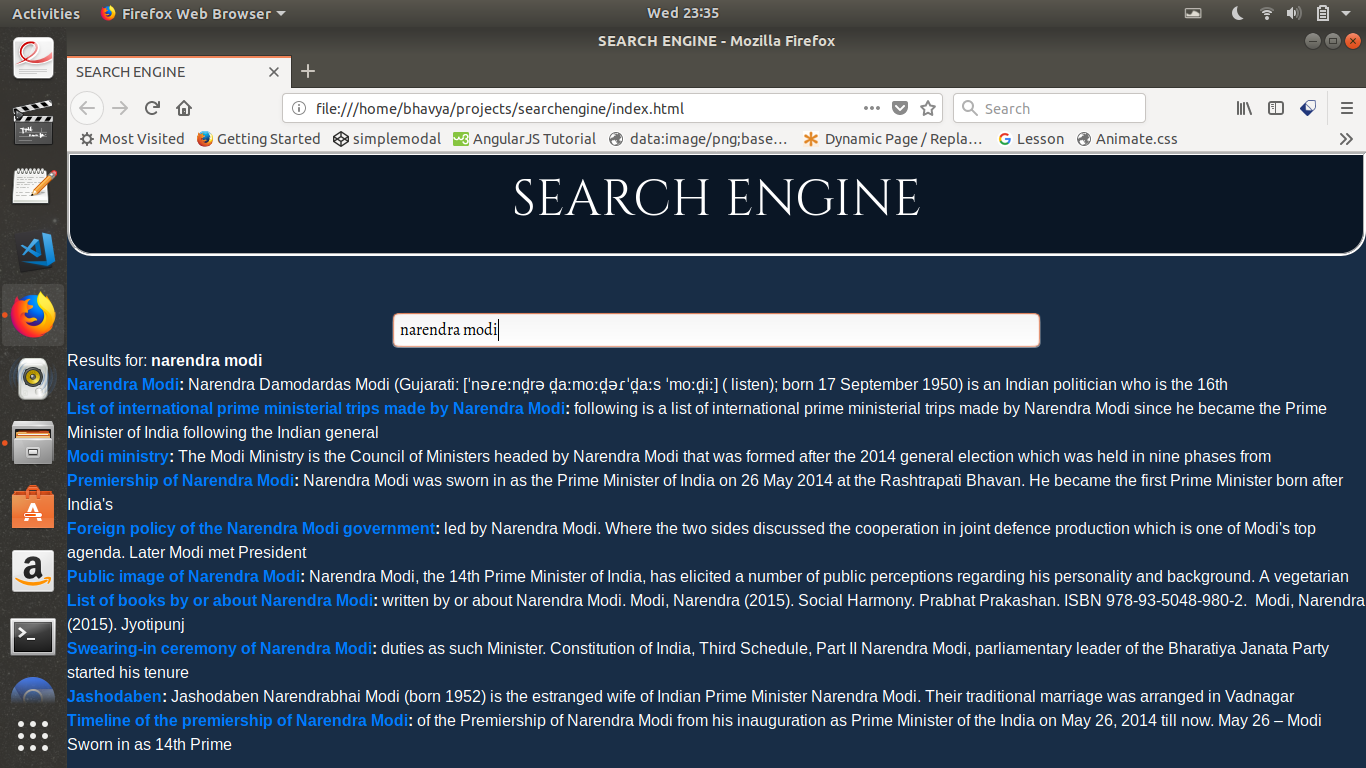 Activities Firefox Web Browser Wed 23:35
SEARCH ENGINE - Mozilla Firefox
SEARCH ENGINE
file:///home/bhavya/projects/searchengine/index.html Search
Most Visited Getting Started simplemodal AngularJS Tutorial data:image/png;base… Dynamic Page / Repla… Lesson Animate.css
SEARCH ENGINE
narendra modi
Results for: narendra modi
Narendra Modi: Narendra Damodardas Modi (Gujarati: [ˈnəɾeːnd̪rə d̪aːmoːd̪əɾˈd̪aːs ˈmoːd̪iː] ( listen); born 17 September 1950) is an Indian politician who is the 16th
List of international prime ministerial trips made by Narendra Modi: following is a list of international prime ministerial trips made by Narendra Modi since he became the Prime
Minister of India following the Indian general
Modi ministry: The Modi Ministry is the Council of Ministers headed by Narendra Modi that was formed after the 2014 general election which was held in nine phases from
Premiership of Narendra Modi: Narendra Modi was sworn in as the Prime Minister of India on 26 May 2014 at the Rashtrapati Bhavan. He became the first Prime Minister born after
India's
Foreign policy of the Narendra Modi government: led by Narendra Modi. Where the two sides discussed the cooperation in joint defence production which is one of Modi's top
agenda. Later Modi met President
Public image of Narendra Modi: Narendra Modi, the 14th Prime Minister of India, has elicited a number of public perceptions regarding his personality and background. A vegetarian
List of books by or about Narendra Modi: written by or about Narendra Modi. Modi, Narendra (2015). Social Harmony. Prabhat Prakashan. ISBN 978-93-5048-980-2.  Modi, Narendra
(2015). Jyotipunj
Swearing-in ceremony of Narendra Modi: duties as such Minister. Constitution of India, Third Schedule, Part II Narendra Modi, parliamentary leader of the Bharatiya Janata Party
started his tenure
Jashodaben: Jashodaben Narendrabhai Modi (born 1952) is the estranged wife of Indian Prime Minister Narendra Modi. Their traditional marriage was arranged in Vadnagar
Timeline of the premiership of Narendra Modi: of the Premiership of Narendra Modi from his inauguration as Prime Minister of the India on May 26, 2014 till now. May 26 – Modi
Sworn in as 14th Prime